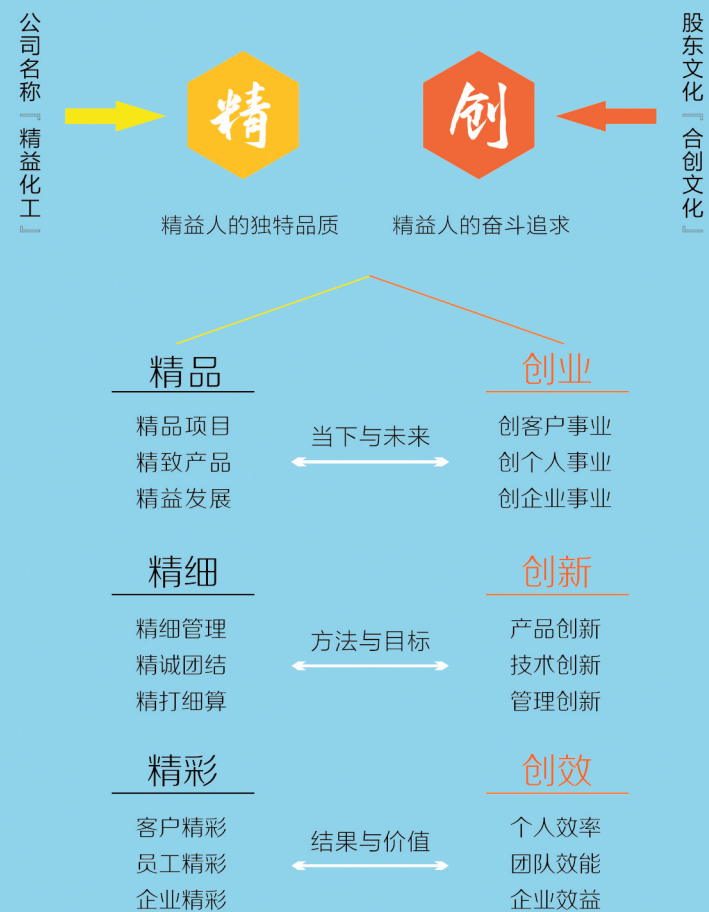 公司名称『精益化工』
精
创
股东文化『合创文化』
精益人的独特品质
精益人的奋斗追求
精品
精品项目
精致产品
精益发展
当下与未来
创业
创客户事业
创个人事业
创企业事业
精细
精细管理
精诚团结
精打细算
方法与目标
创新
产品创新
技术创新
管理创新
精彩
客户精彩
员工精彩
企业精彩
结果与价值
创效
个人效率
团队效能
企业效益